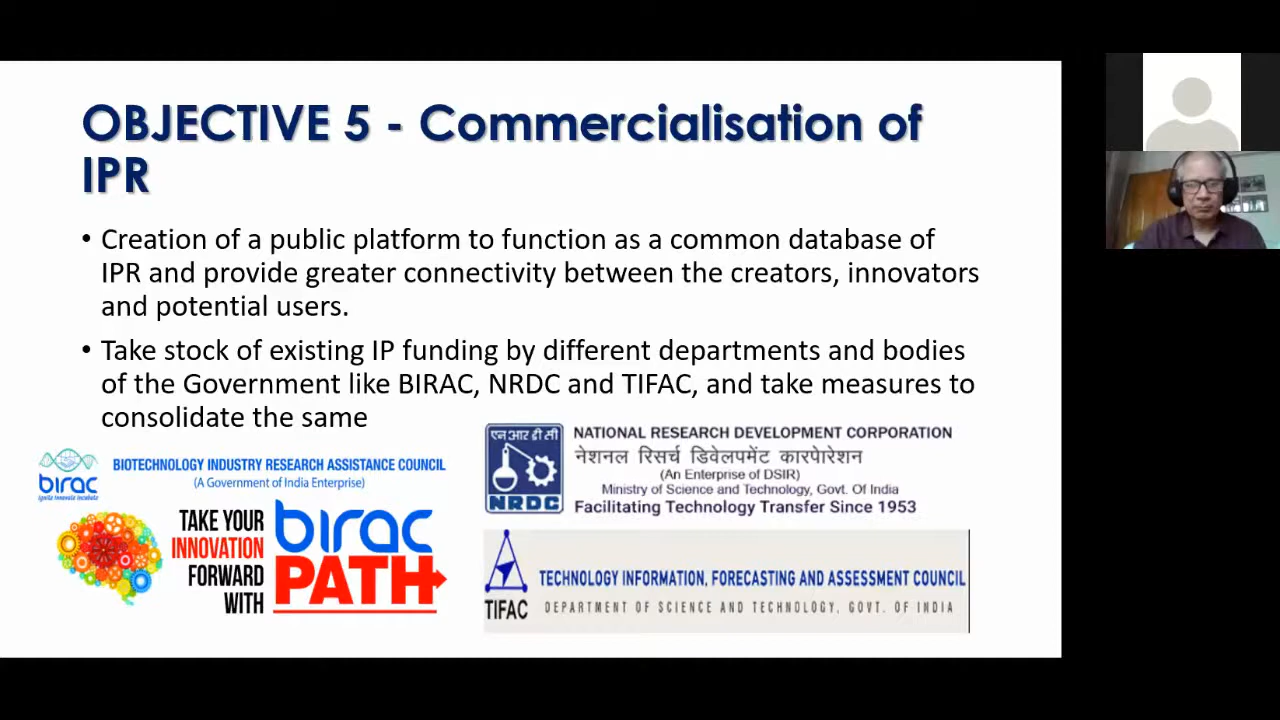 OBJECTIVE 5 - Commercialisation of
IPR
• Creation of a public platform to function as a common database of
IPR and provide greater connectivity between the creators, innovators
and potential users.
• Take stock of existing IP funding by different departments and bodies
of the Government like BIRAC, NRDC and TIFAC, and take measures to
consolidate the same
birac
Ignite Innovate Incubate
BIOTECHNOLOGY INDUSTRY RESEARCH ASSISTANCE COUNCIL
(A Government of India Enterprise)
TAKE YOUR
INNOVATION
FORWARD
WITH
birac
PATH
एन आर डी सी
NRDC
NATIONAL RESEARCH DEVELOPMENT CORPORATION
नेशनल रिसर्च डिवेलपमेंट कारपोरेशन
(An Enterprise of DSIR)
Ministry of Science and Technology, Govt. Of India
Facilitating Technology Transfer Since 1953
TIFAC
TECHNOLOGY INFORMATION, FORECASTING AND ASSESSMENT COUNCIL
DEPARTMENT OF SCIENCE AND TECHNOLOGY, GOVT. OF INDIA